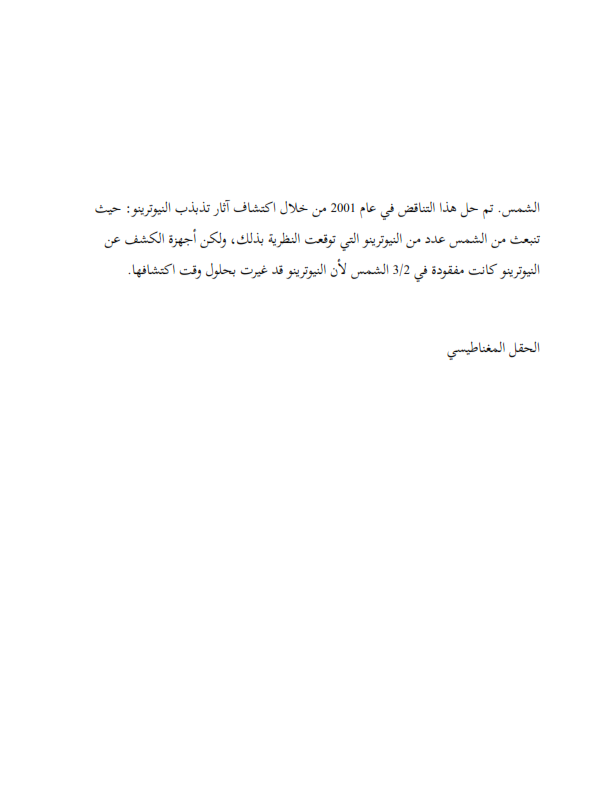 الشمس. تم حل هذا التناقض في عام 2001 من خلال اكتشاف آثار تذبذب النيوترينو: حيث
تنبعث من الشمس عدد من النيوترينو التي توقعت النظرية بذلك، ولكن أجهزة الكشف عن
النيوترينو كانت مفقودة في 3/2 الشمس لأن النيوترينو قد غيرت بحلول وقت اكتشافها.
الحقل المغناطيسي